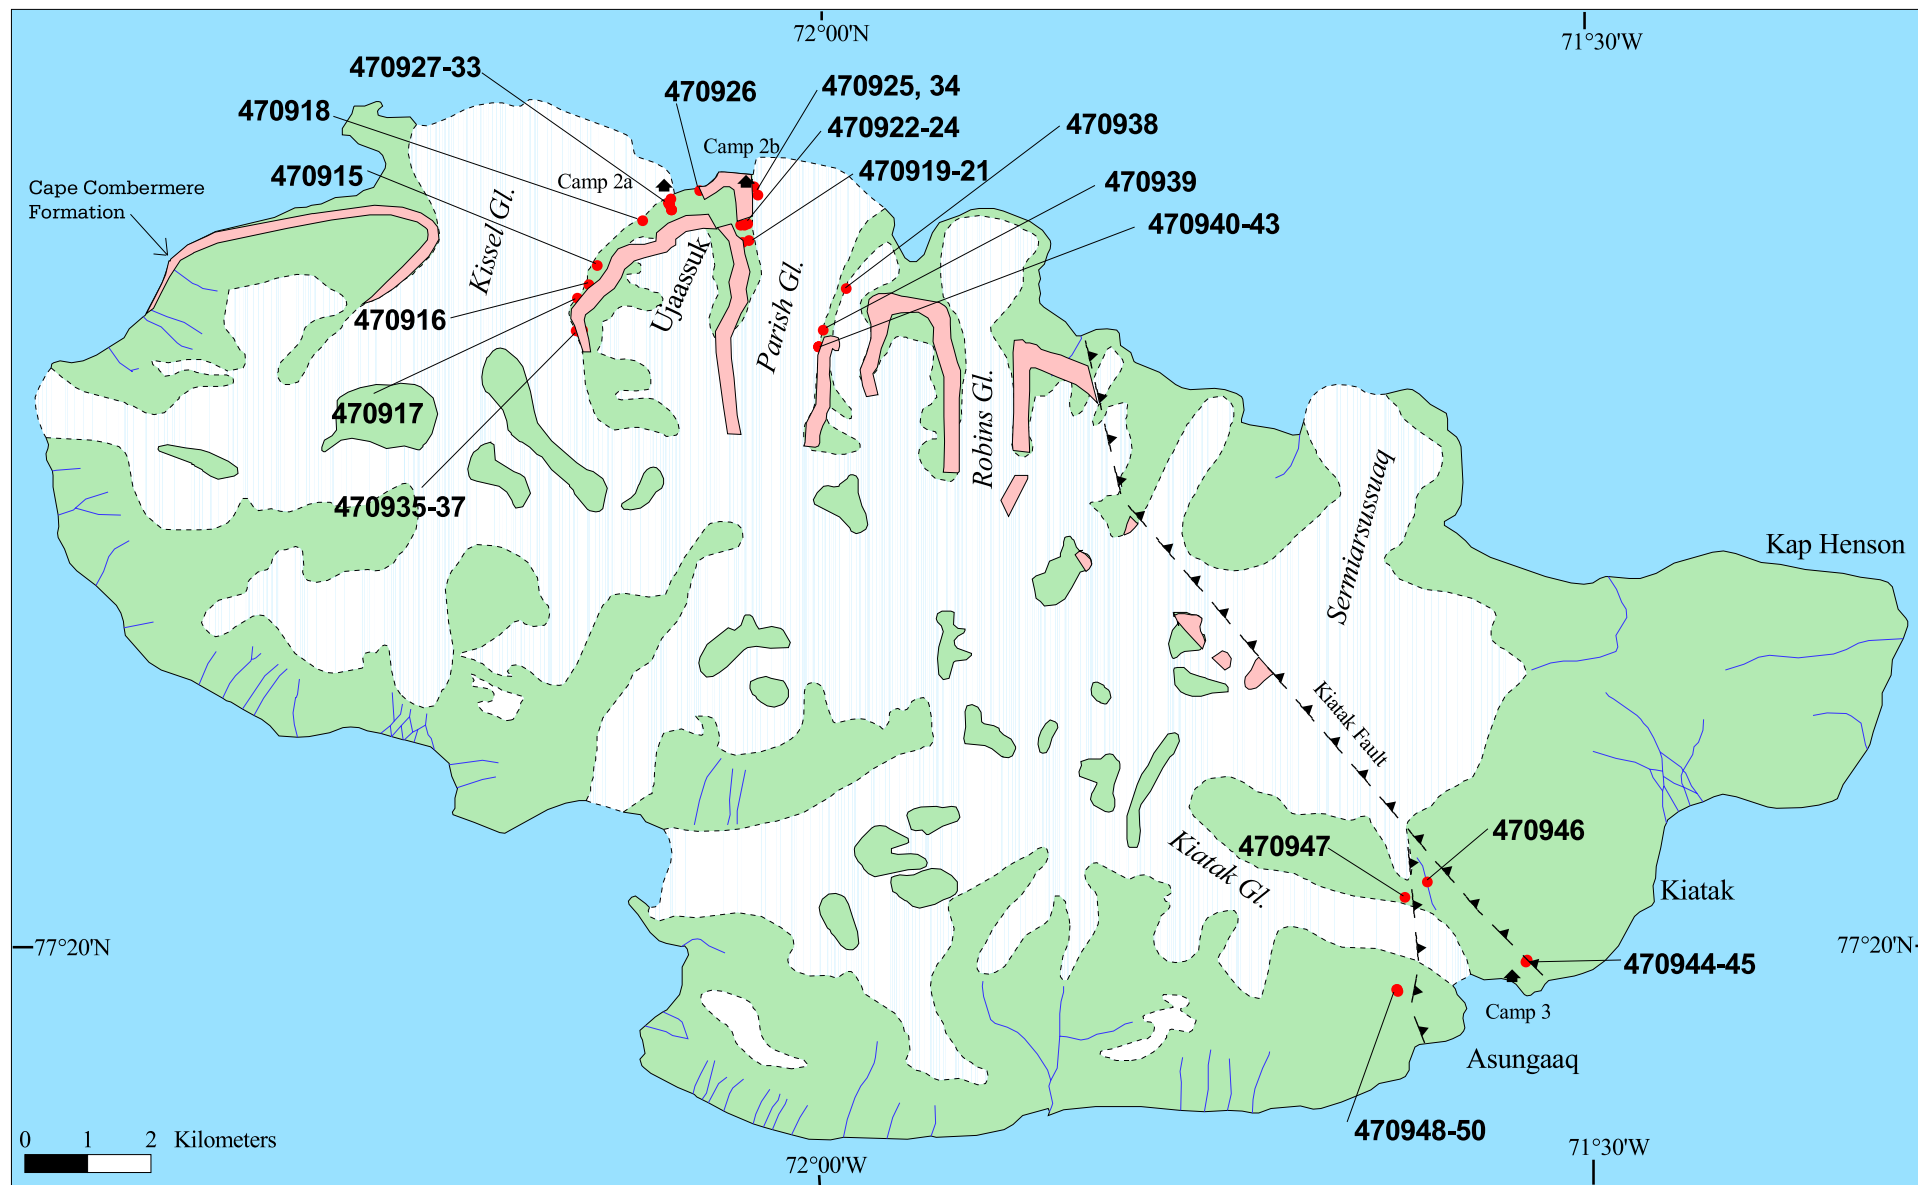 72°00'N
71°30'W
470927-33
470926
470925, 34
470918
470922-24
470938
Camp 2b
470915
Camp 2a
470919-21
470939
Cape Combermere
Formation
470940-43
Kissel Gl.
Ujaassuk
Parish Gl.
470916
470917
Robins Gl.
470935-37
Sermiarsussuaq
Kap Henson
Kiatak Fault
470947
470946
Kiatak Gl.
Kiatak
77°20'N
77°20'N
470944-45
Camp 3
Asungaaq
470948-50
0 1 2 Kilometers
72°00'W
71°30'W